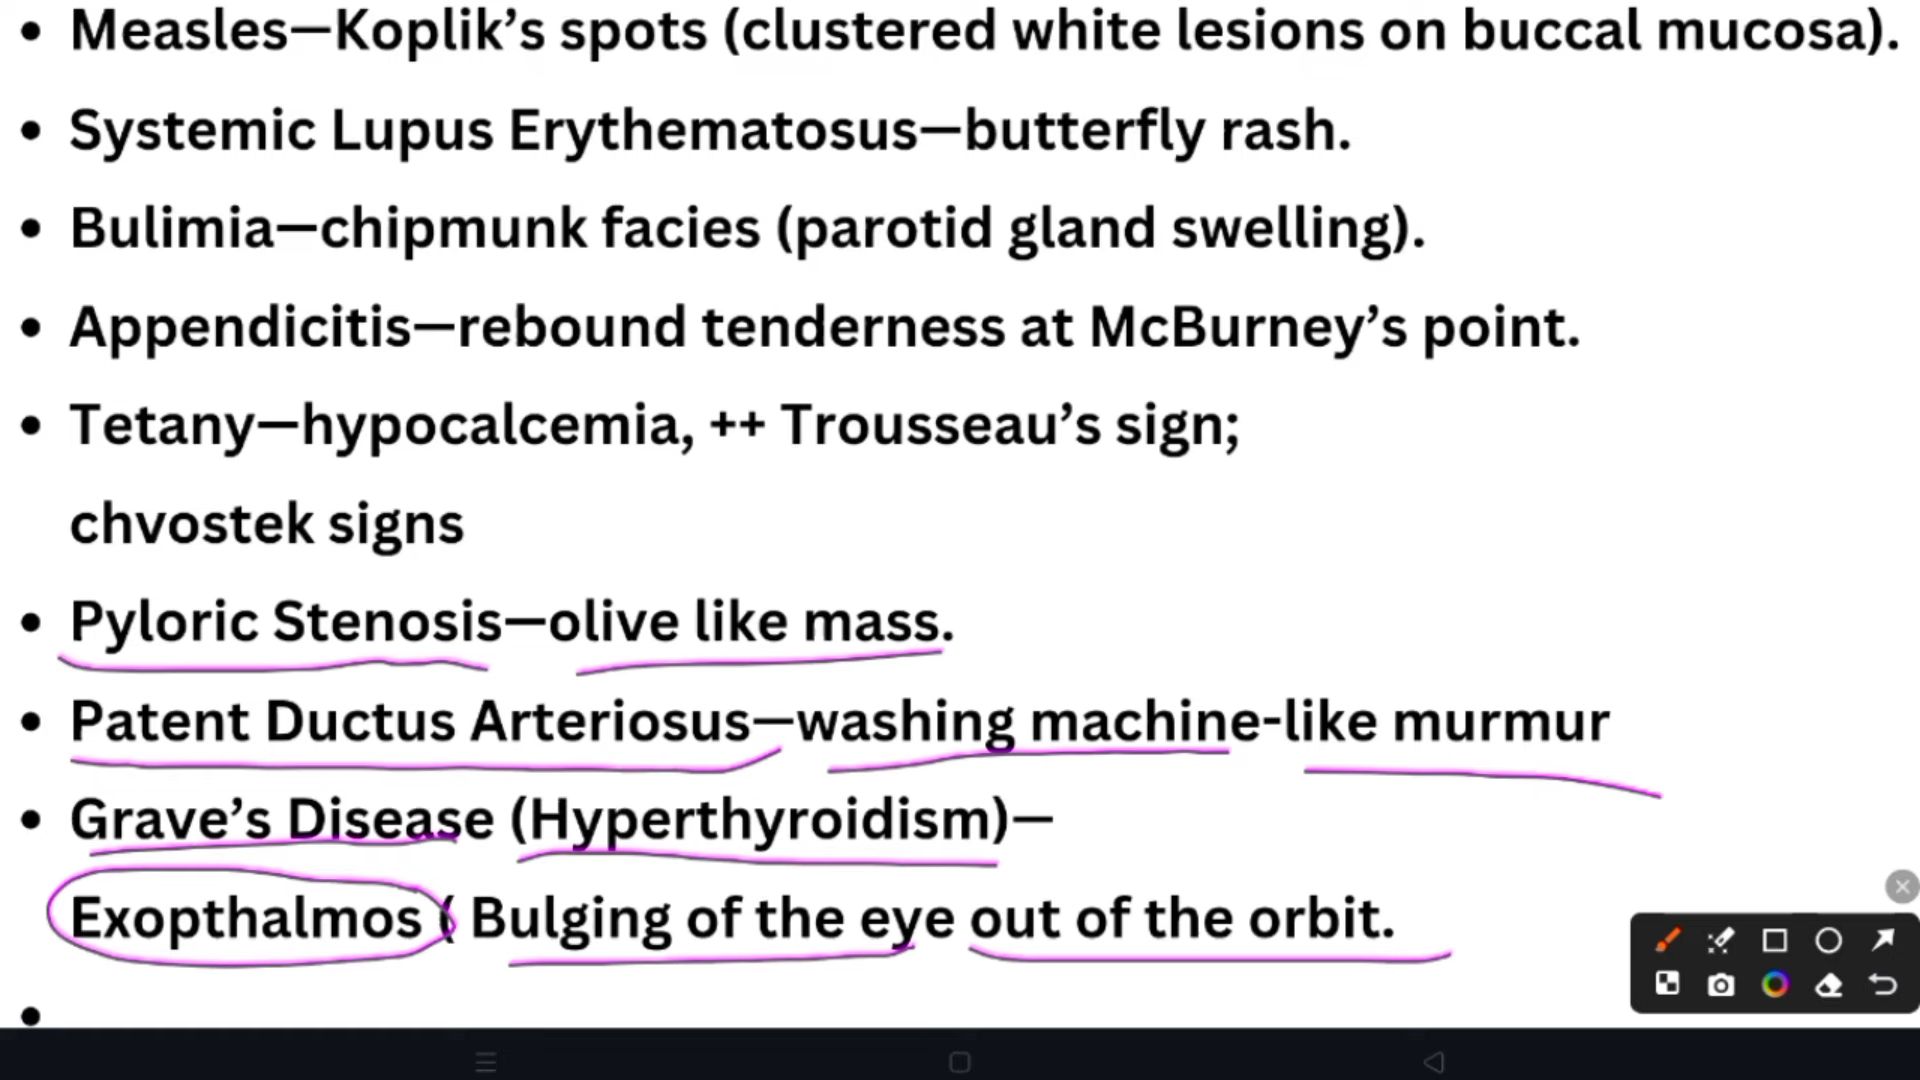 • Measles—Koplik’s spots (clustered white lesions on buccal mucosa).
• Systemic Lupus Erythematosus—butterfly rash.
• Bulimia—chipmunk facies (parotid gland swelling).
• Appendicitis—rebound tenderness at McBurney’s point.
• Tetany—hypocalcemia, ++ Trousseau’s sign;
chvostek signs
• Pyloric Stenosis—olive like mass.
• Patent Ductus Arteriosus—washing machine-like murmur
• Grave’s Disease (Hyperthyroidism)—
Exopthalmos ( Bulging of the eye out of the orbit.
•